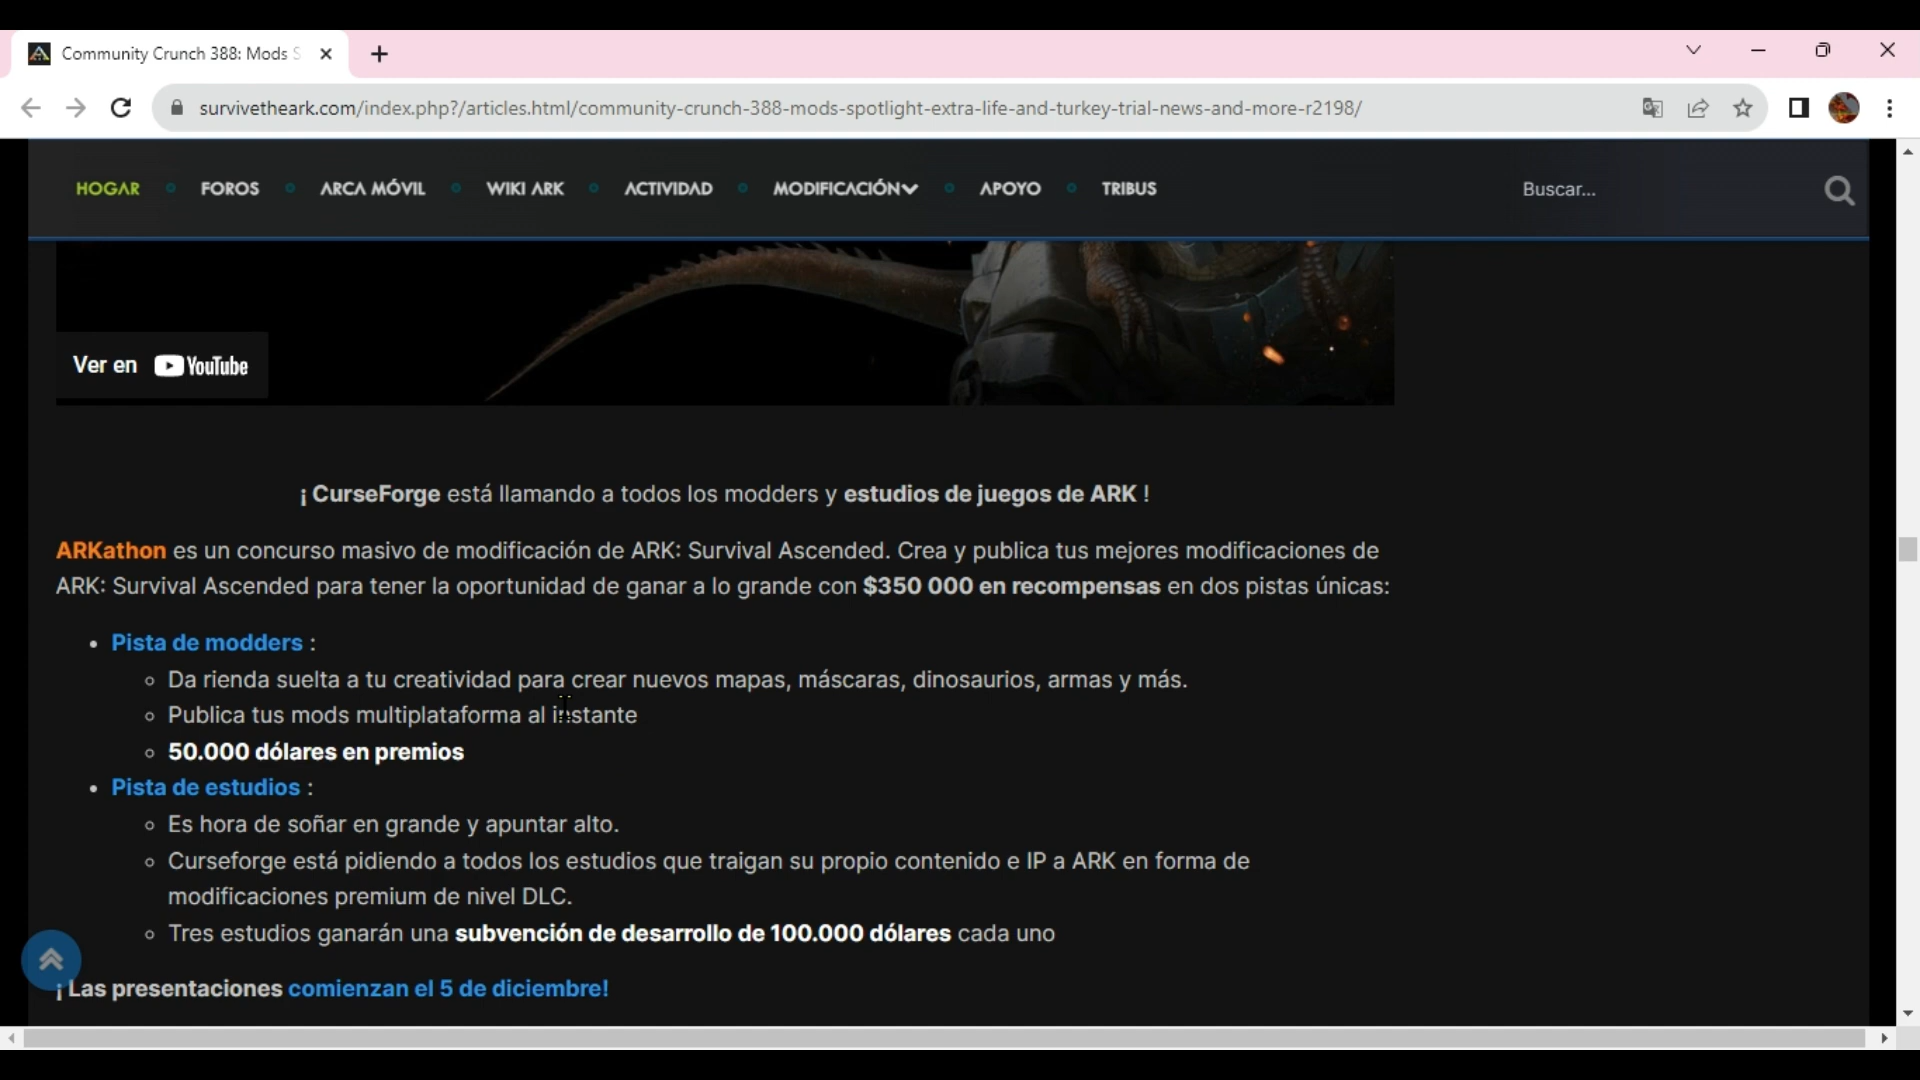 Community Crunch 388: Mods S
survivetheark.com/index.php?/articles.html/community-crunch-388-mods-spotlight-extra-life-and-turkey-trial-news-and-more-r2198/
HOGAR FOROS ARCA MÓVIL WIKI ARK ACTIVIDAD MODIFICACIÓN APOYO TRIBUS Buscar...
Ver en YouTube
¡ CurseForge está llamando a todos los modders y estudios de juegos de ARK !
ARKathon es un concurso masivo de modificación de ARK: Survival Ascended. Crea y publica tus mejores modificaciones de
ARK: Survival Ascended para tener la oportunidad de ganar a lo grande con $350 000 en recompensas en dos pistas únicas:
Pista de modders :
Da rienda suelta a tu creatividad para crear nuevos mapas, máscaras, dinosaurios, armas y más.
Publica tus mods multiplataforma al instante
50.000 dólares en premios
Pista de estudios :
Es hora de soñar en grande y apuntar alto.
Curseforge está pidiendo a todos los estudios que traigan su propio contenido e IP a ARK en forma de
modificaciones premium de nivel DLC.
Tres estudios ganarán una subvención de desarrollo de 100.000 dólares cada uno
¡ Las presentaciones comienzan el 5 de diciembre!